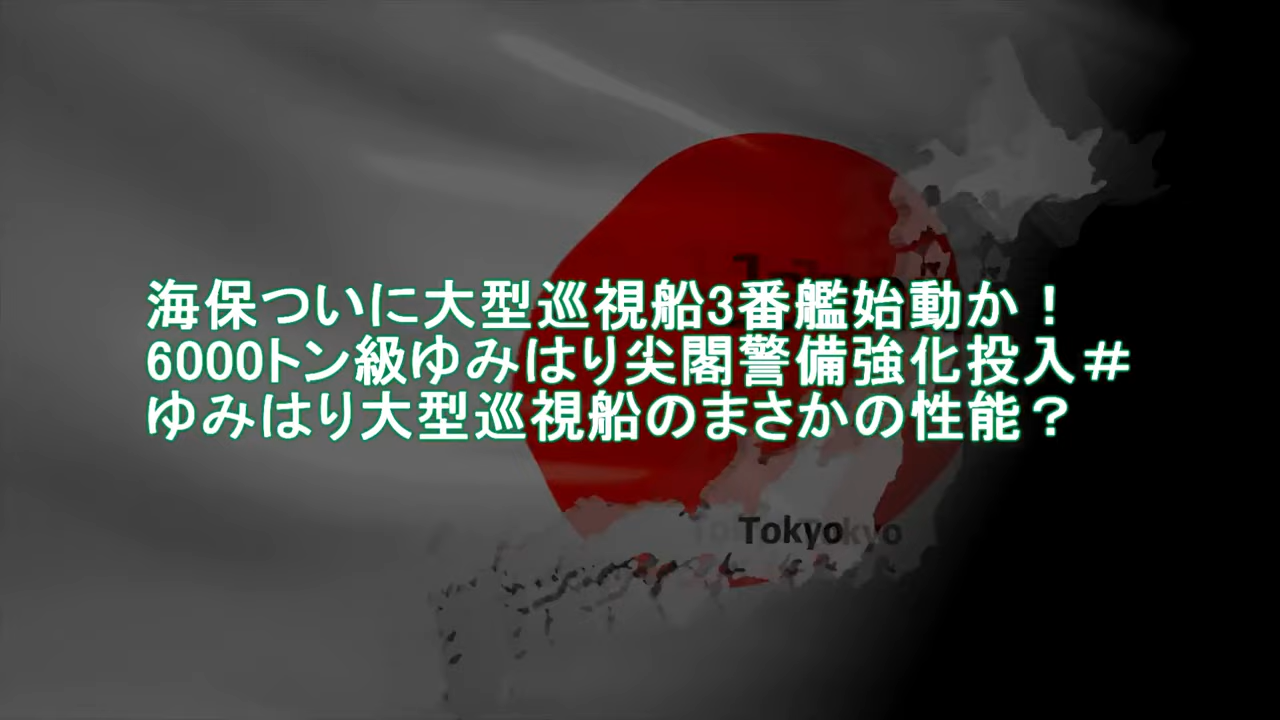 海保ついに大型巡視船3番艦始動か！
6000トン級ゆみはり尖閣警備強化投入＃
ゆみはり大型巡視船のまさかの性能？
Tokyo